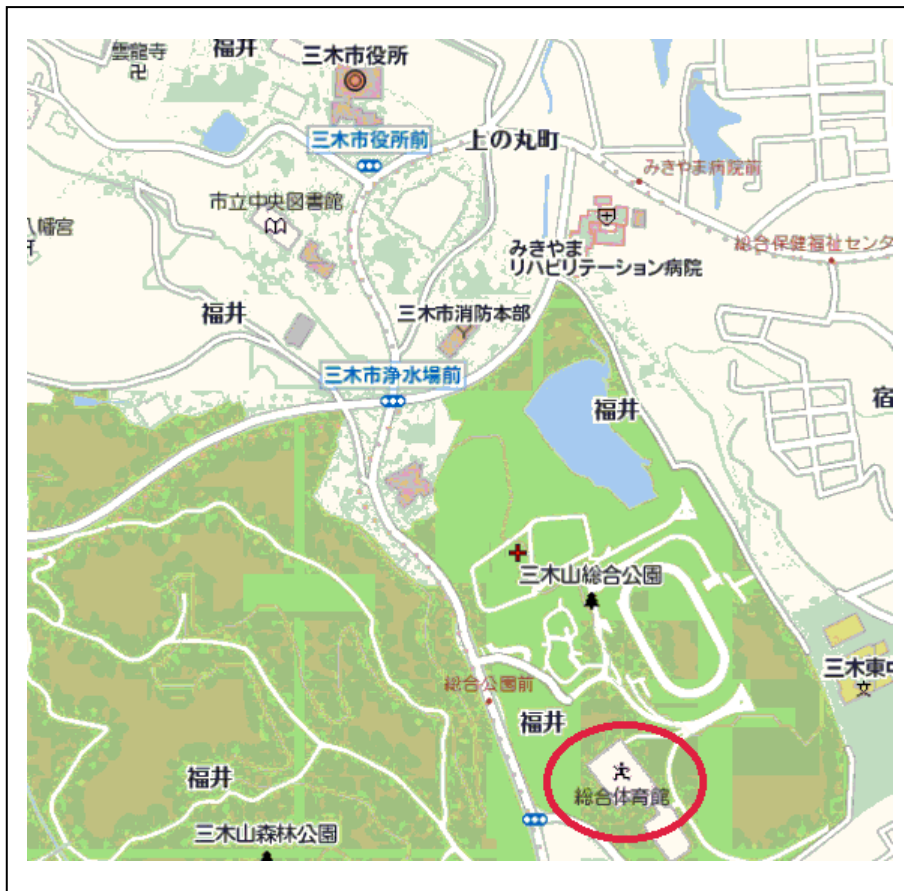 福井
雲龍寺
三木市役所
三木市役所前
上の丸町
みきやま病院前
市立中央図書館
八幡宮
みきやま
リハビリテーション病院
総合保健福祉センタ
福井
三木市消防本部
三木市浄水場前
福井
宿
三木山総合公園
三木東中
総合公園前
福井
福井
総合体育館
三木山森林公園